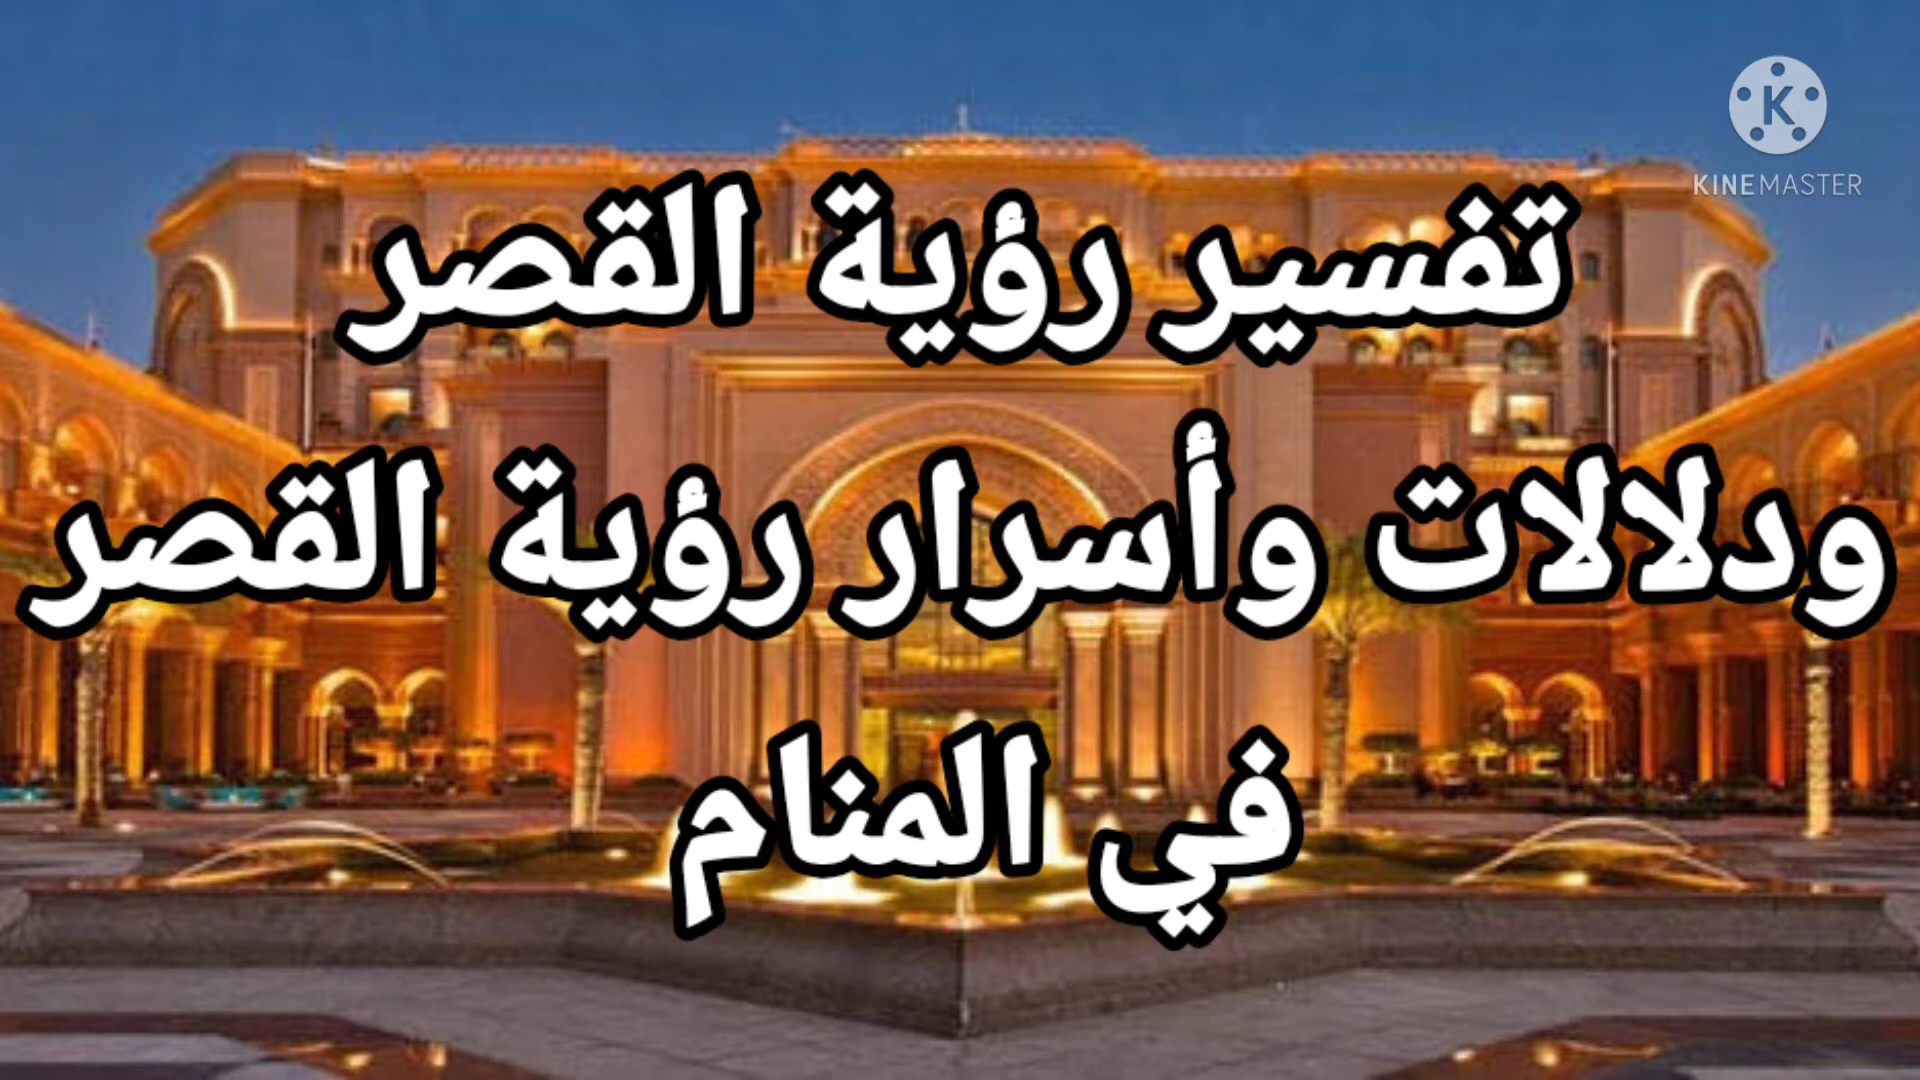 K
KINEMASTER
تفسير رؤية القصر
ودلالات وأسرار رؤية القصر
في المنام